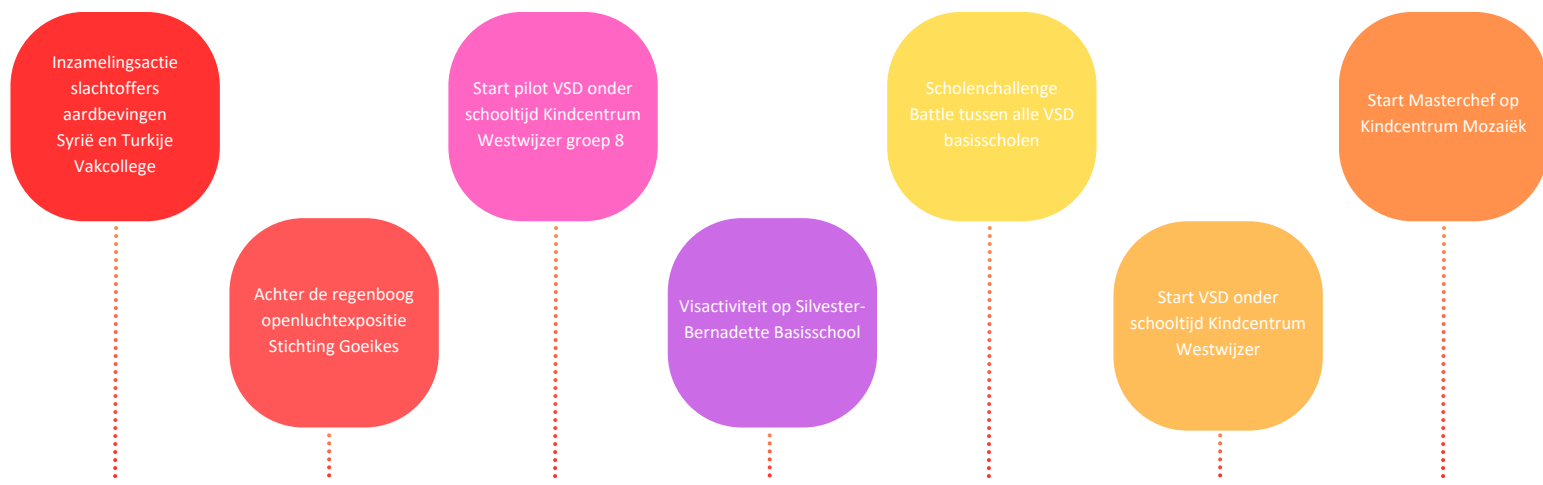 Inzamelingsactie
slachtoffers
aardbevingen
Syrië en Turkije
Vakcollege
Achter de regenboog
openluchtexpositie
Stichting Goeikes
Start pilot VSD onder
schooltijd Kindcentrum
Westwijzer groep 8
Visactiviteit op Silvester-
Bernadette Basisschool
Scholenchallenge
Battle tussen alle VSD
basisscholen
Start VSD onder
schooltijd Kindcentrum
Westwijzer
Start Masterchef op
Kindcentrum Mozaiëk